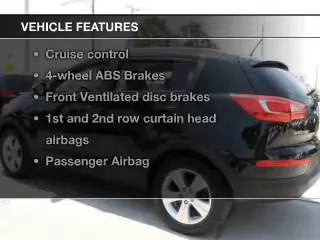 VEHICLE FEATURES
• Cruise control
• 4-wheel ABS Brakes
• Front Ventilated disc brakes
• 1st and 2nd row curtain head
airbags
• Passenger Airbag